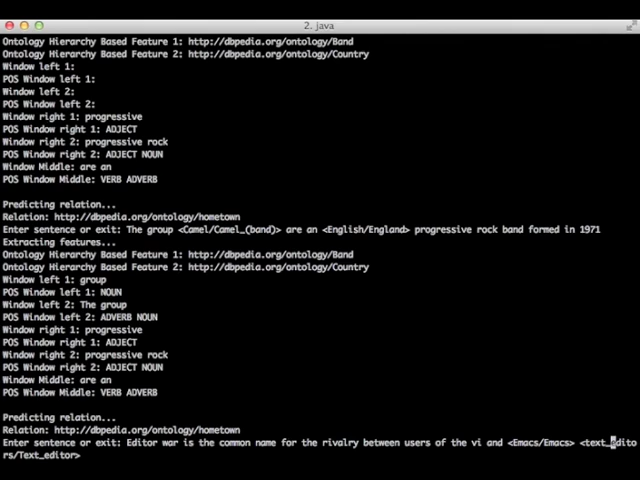 2. java
Ontology Hierarchy Based Feature 1: http://dbpedia.org/ontology/Band
Ontology Hierarchy Based Feature 2: http://dbpedia.org/ontology/Country
Window left 1:
POS Window left 1:
Window left 2:
POS Window left 2:
Window right 1: progressive
POS Window right 1: ADJECT
Window right 2: progressive rock
POS Window right 2: ADJECT NOUN
Window Middle: are an
POS Window Middle: VERB ADVERB
Predicting relation...
Relation: http://dbpedia.org/ontology/hometown
Enter sentence or exit: The group <Camel/Camel_(band)> are an <English/England> progressive rock band formed in 1971
Extracting features...
Ontology Hierarchy Based Feature 1: http://dbpedia.org/ontology/Band
Ontology Hierarchy Based Feature 2: http://dbpedia.org/ontology/Country
Window left 1: group
POS Window left 1: NOUN
Window left 2: The group
POS Window left 2: ADVERB NOUN
Window right 1: progressive
POS Window right 1: ADJECT
Window right 2: progressive rock
POS Window right 2: ADJECT NOUN
Window Middle: are an
POS Window Middle: VERB ADVERB
Predicting relation...
Relation: http://dbpedia.org/ontology/hometown
Enter sentence or exit: Editor war is the common name for the rivalry between users of the vi and <Emacs/Emacs> <text_edito
rs/Text_editor>